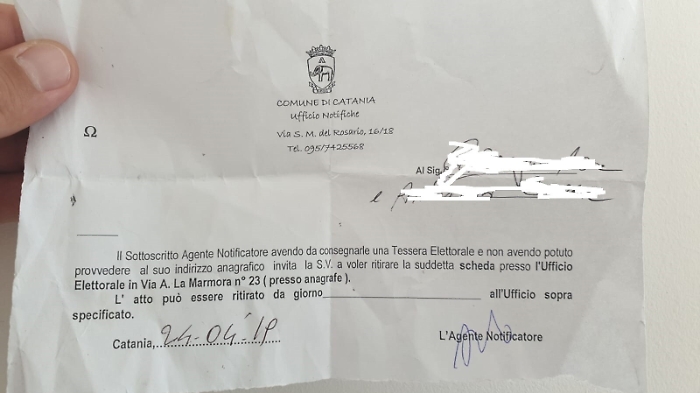 COMUNE DI CATANIA
Ufficio Notifiche
Via S. M. del Rosario, 16/18
Tel. 095/7425568
Ω
Al Sig.
e A.
Il Sottoscritto Agente Notificatore avendo da consegnarle una Tessera Elettorale e non avendo potuto
provvedere al suo indirizzo anagrafico invita la S.V. a voler ritirare la suddetta scheda presso l'Ufficio
Elettorale in Via A. La Marmora n° 23 ( presso anagrafe ).
L' atto può essere ritirato da giorno__________________________ all'Ufficio sopra
specificato.
Catania, 24-04-19
L'Agente Notificatore